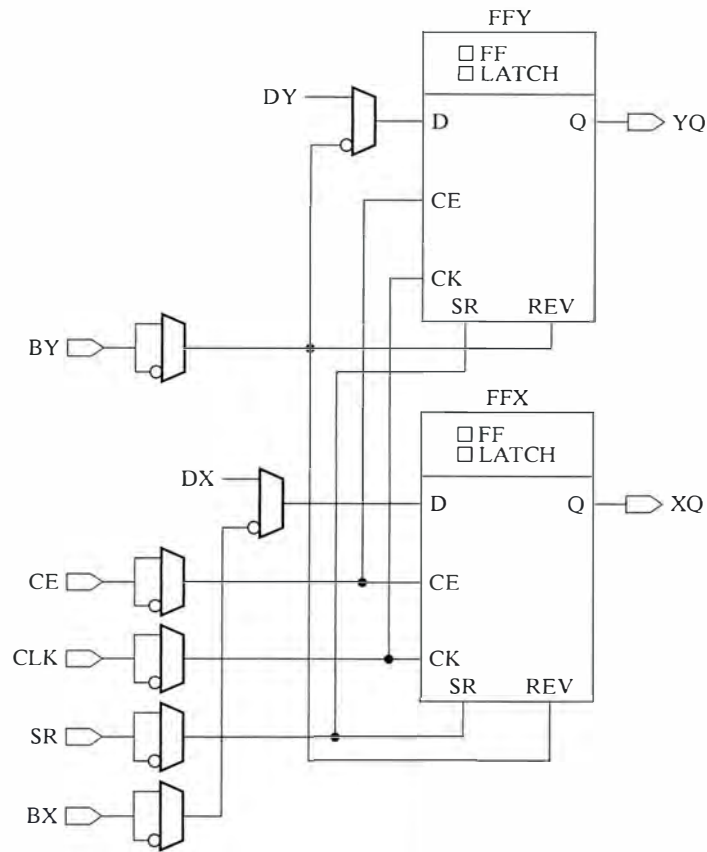 FFY
□ FF
□ LATCH
DY
D
Q
YQ
CE
CK
SR
REV
BY
FFX
□ FF
□ LATCH
DX
D
Q
XQ
CE
CE
CLK
CK
SR
REV
SR
BX